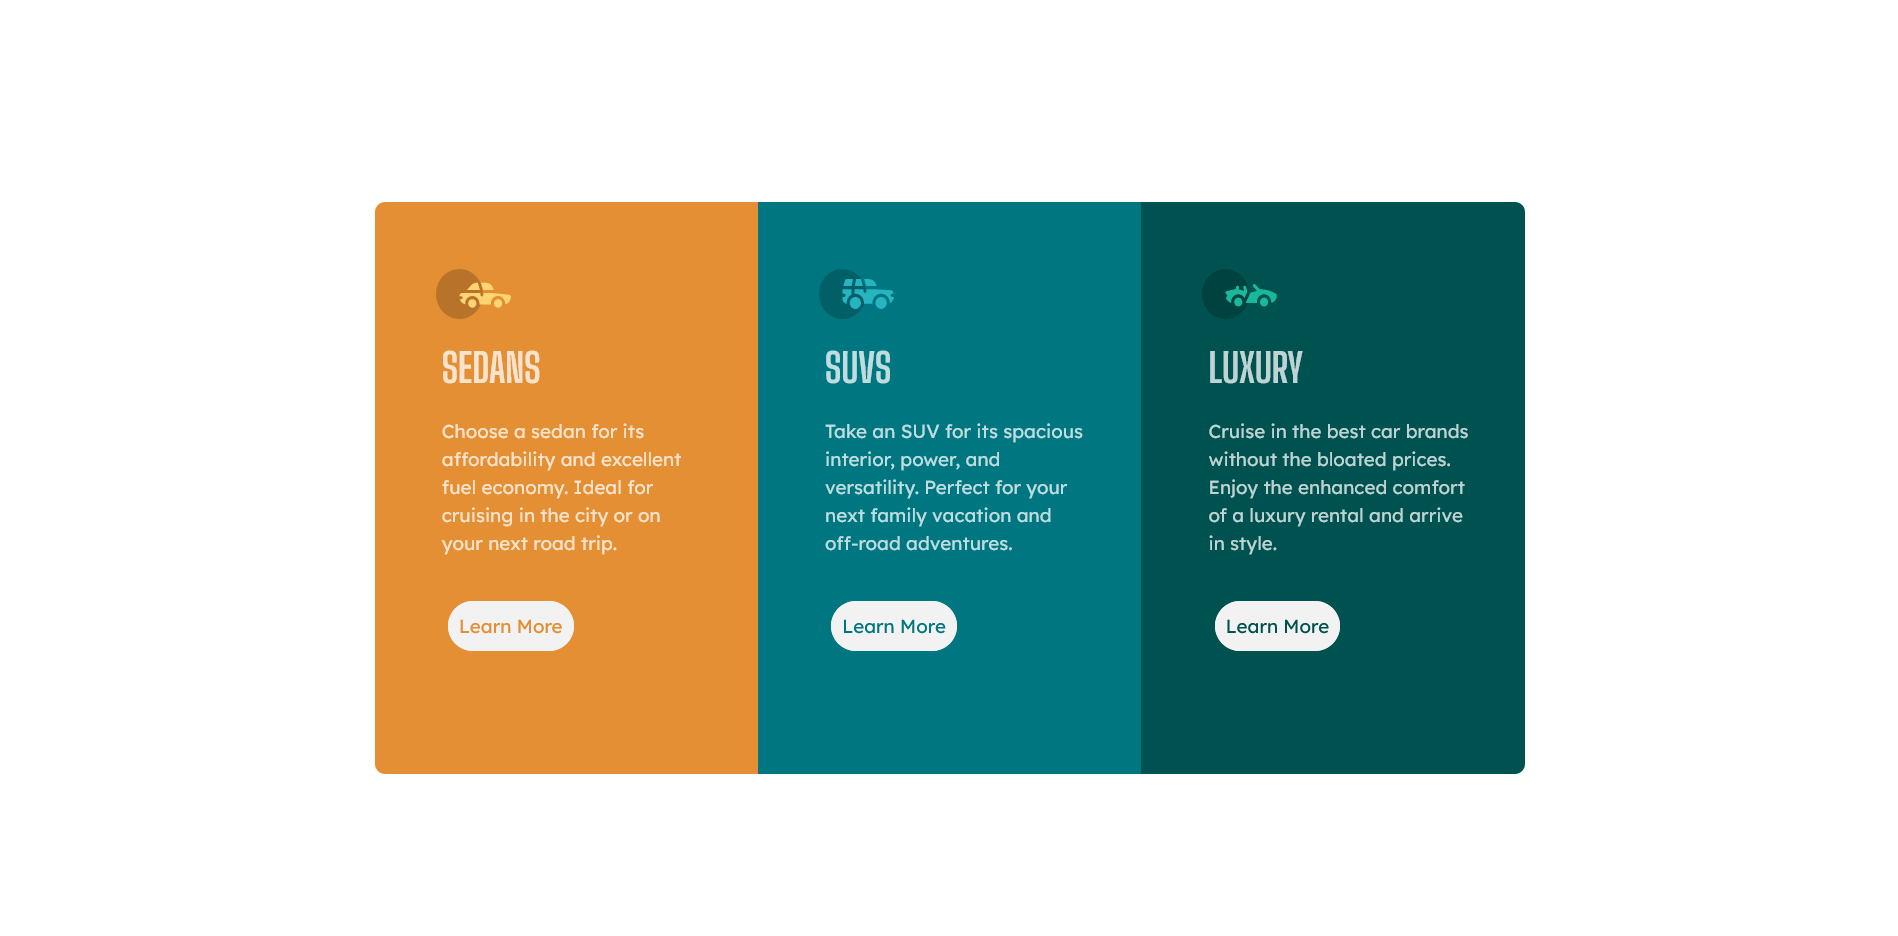 SEDANS
Choose a sedan for its
affordability and excellent
fuel economy. Ideal for
cruising in the city or on
your next road trip.
Learn More
SUVS
Take an SUV for its spacious
interior, power, and
versatility. Perfect for your
next family vacation and
off-road adventures.
Learn More
LUXURY
Cruise in the best car brands
without the bloated prices.
Enjoy the enhanced comfort
of a luxury rental and arrive
in style.
Learn More